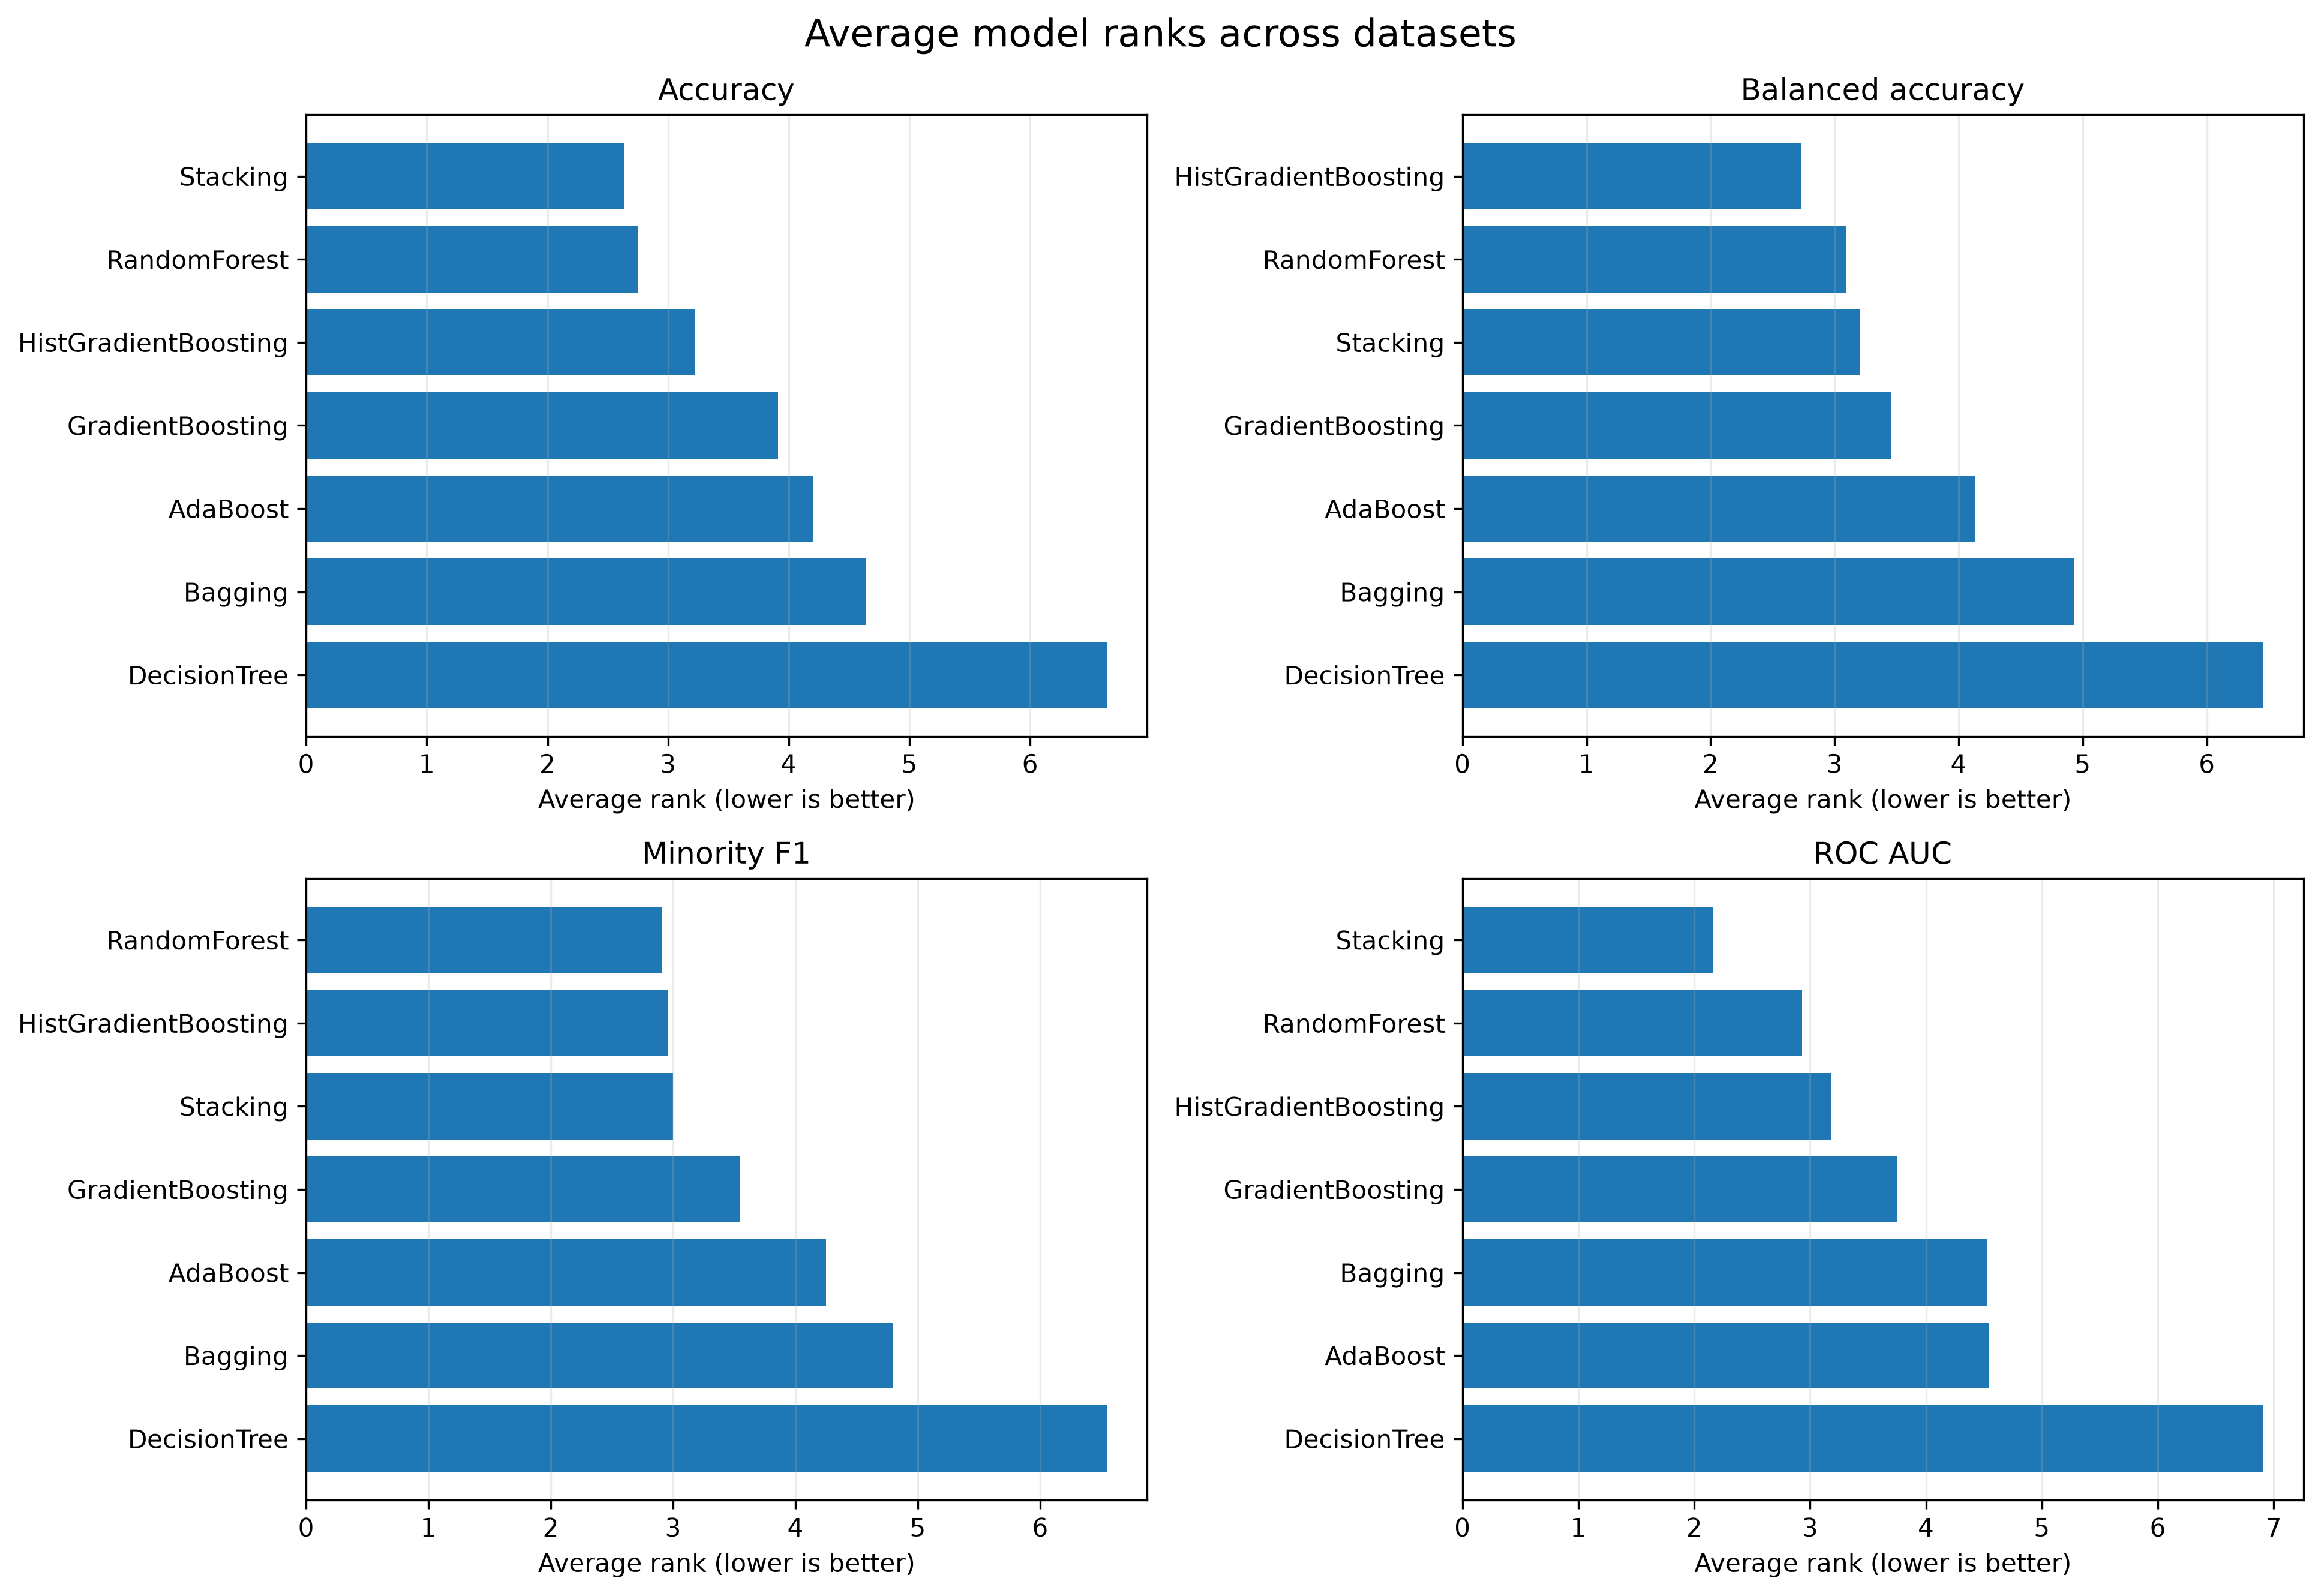 Average model ranks across datasets
Accuracy
Stacking
RandomForest
HistGradientBoosting
GradientBoosting
AdaBoost
Bagging
DecisionTree
0 1 2 3 4 5 6
Average rank (lower is better)
Balanced accuracy
HistGradientBoosting
RandomForest
Stacking
GradientBoosting
AdaBoost
Bagging
DecisionTree
0 1 2 3 4 5 6
Average rank (lower is better)
Minority F1
RandomForest
HistGradientBoosting
Stacking
GradientBoosting
AdaBoost
Bagging
DecisionTree
0 1 2 3 4 5 6
Average rank (lower is better)
ROC AUC
Stacking
RandomForest
HistGradientBoosting
GradientBoosting
Bagging
AdaBoost
DecisionTree
0 1 2 3 4 5 6 7
Average rank (lower is better)